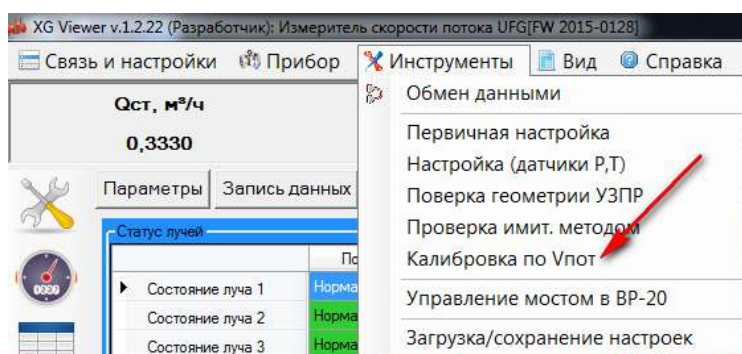 XG Viewer v.1.2.22 (Разработчик): Измеритель скорости потока UFG[FW 2015-0128]
Связь и настройки Прибор Инструменты Вид Справка
Qст, м³/ч
0,3330
Параметры Запись данных
Статус лучей
Состояние луча 1 Норма
Состояние луча 2 Норма
Состояние луча 3 Норма
Обмен данными
Первичная настройка
Настройка (датчики P,T)
Поверка геометрии УЗПР
Проверка имит. методом
Калибровка по Vпот
Управление мостом в ВР-20
Загрузка/сохранение настроек